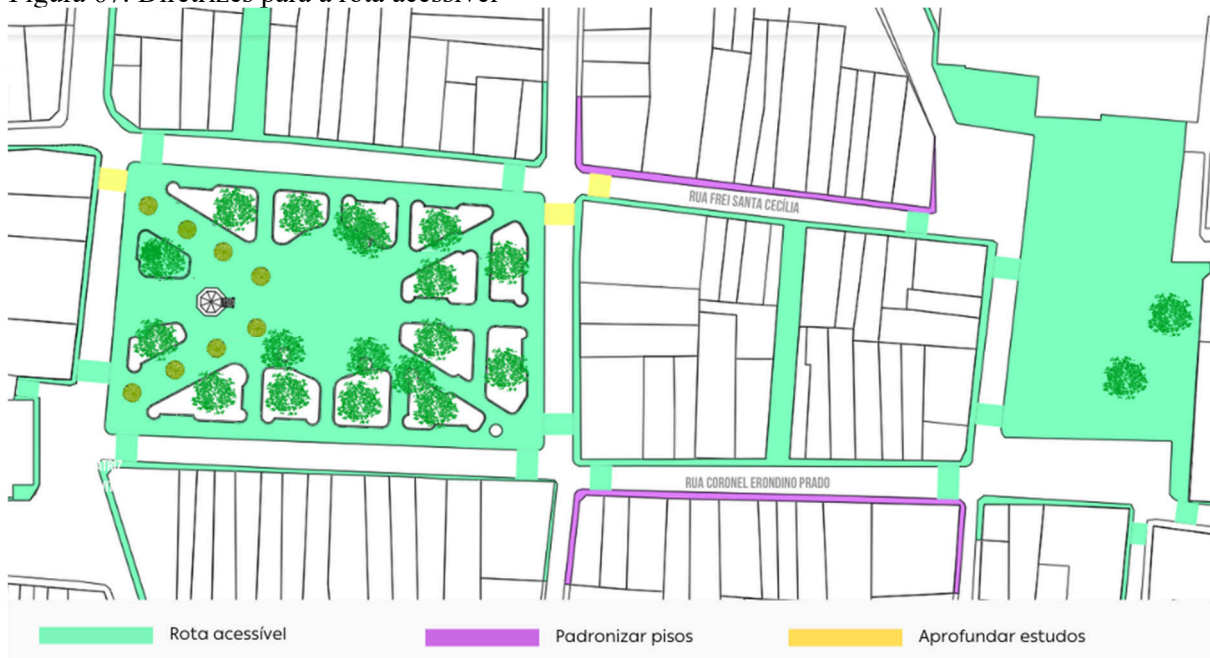 Figura 67: Diretrizes para a rota acessível
RUA FREI SANTA CECÍLIA
RUA CORONEL ERONDINO PRADO
Rota acessível
Padronizar pisos
Aprofundar estudos